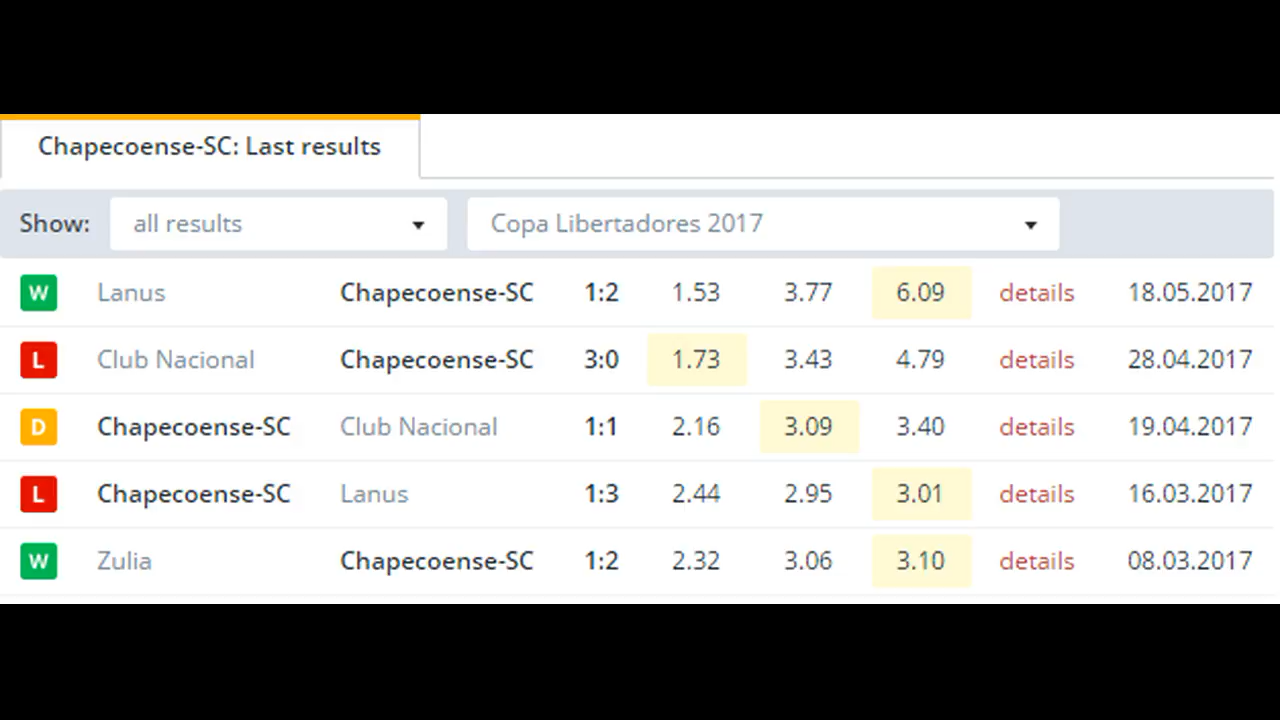 Chapecoense-SC: Last results
Show: all results Copa Libertadores 2017
W Lanus Chapecoense-SC 1:2 1.53 3.77 6.09 details 18.05.2017
L Club Nacional Chapecoense-SC 3:0 1.73 3.43 4.79 details 28.04.2017
D Chapecoense-SC Club Nacional 1:1 2.16 3.09 3.40 details 19.04.2017
L Chapecoense-SC Lanus 1:3 2.44 2.95 3.01 details 16.03.2017
W Zulia Chapecoense-SC 1:2 2.32 3.06 3.10 details 08.03.2017